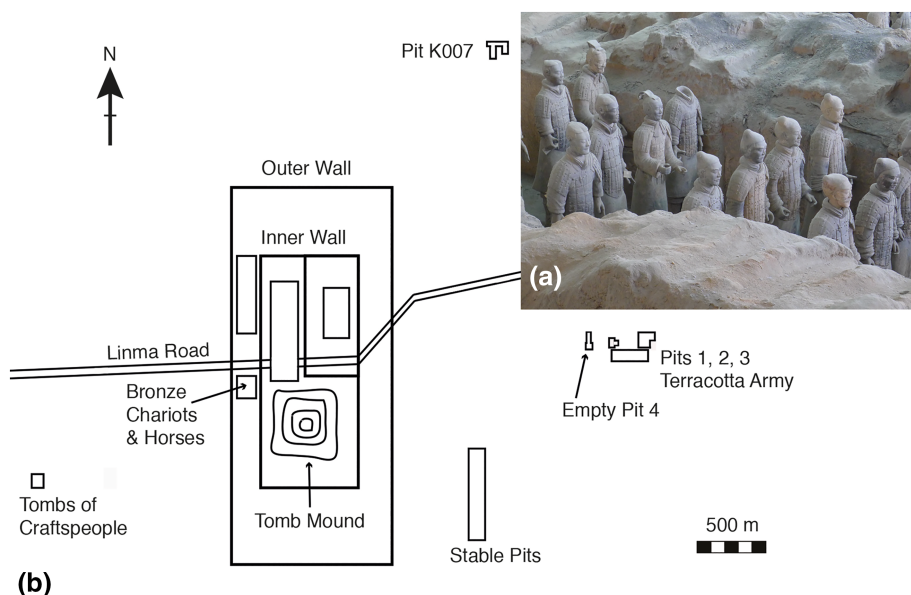 N
Pit K007
Outer Wall
Inner Wall
(a)
Linma Road
Bronze
Chariots
& Horses
Pits 1, 2, 3
Terracotta Army
Empty Pit 4
Tombs of
Craftspeople
Tomb Mound
Stable Pits
500 m
(b)